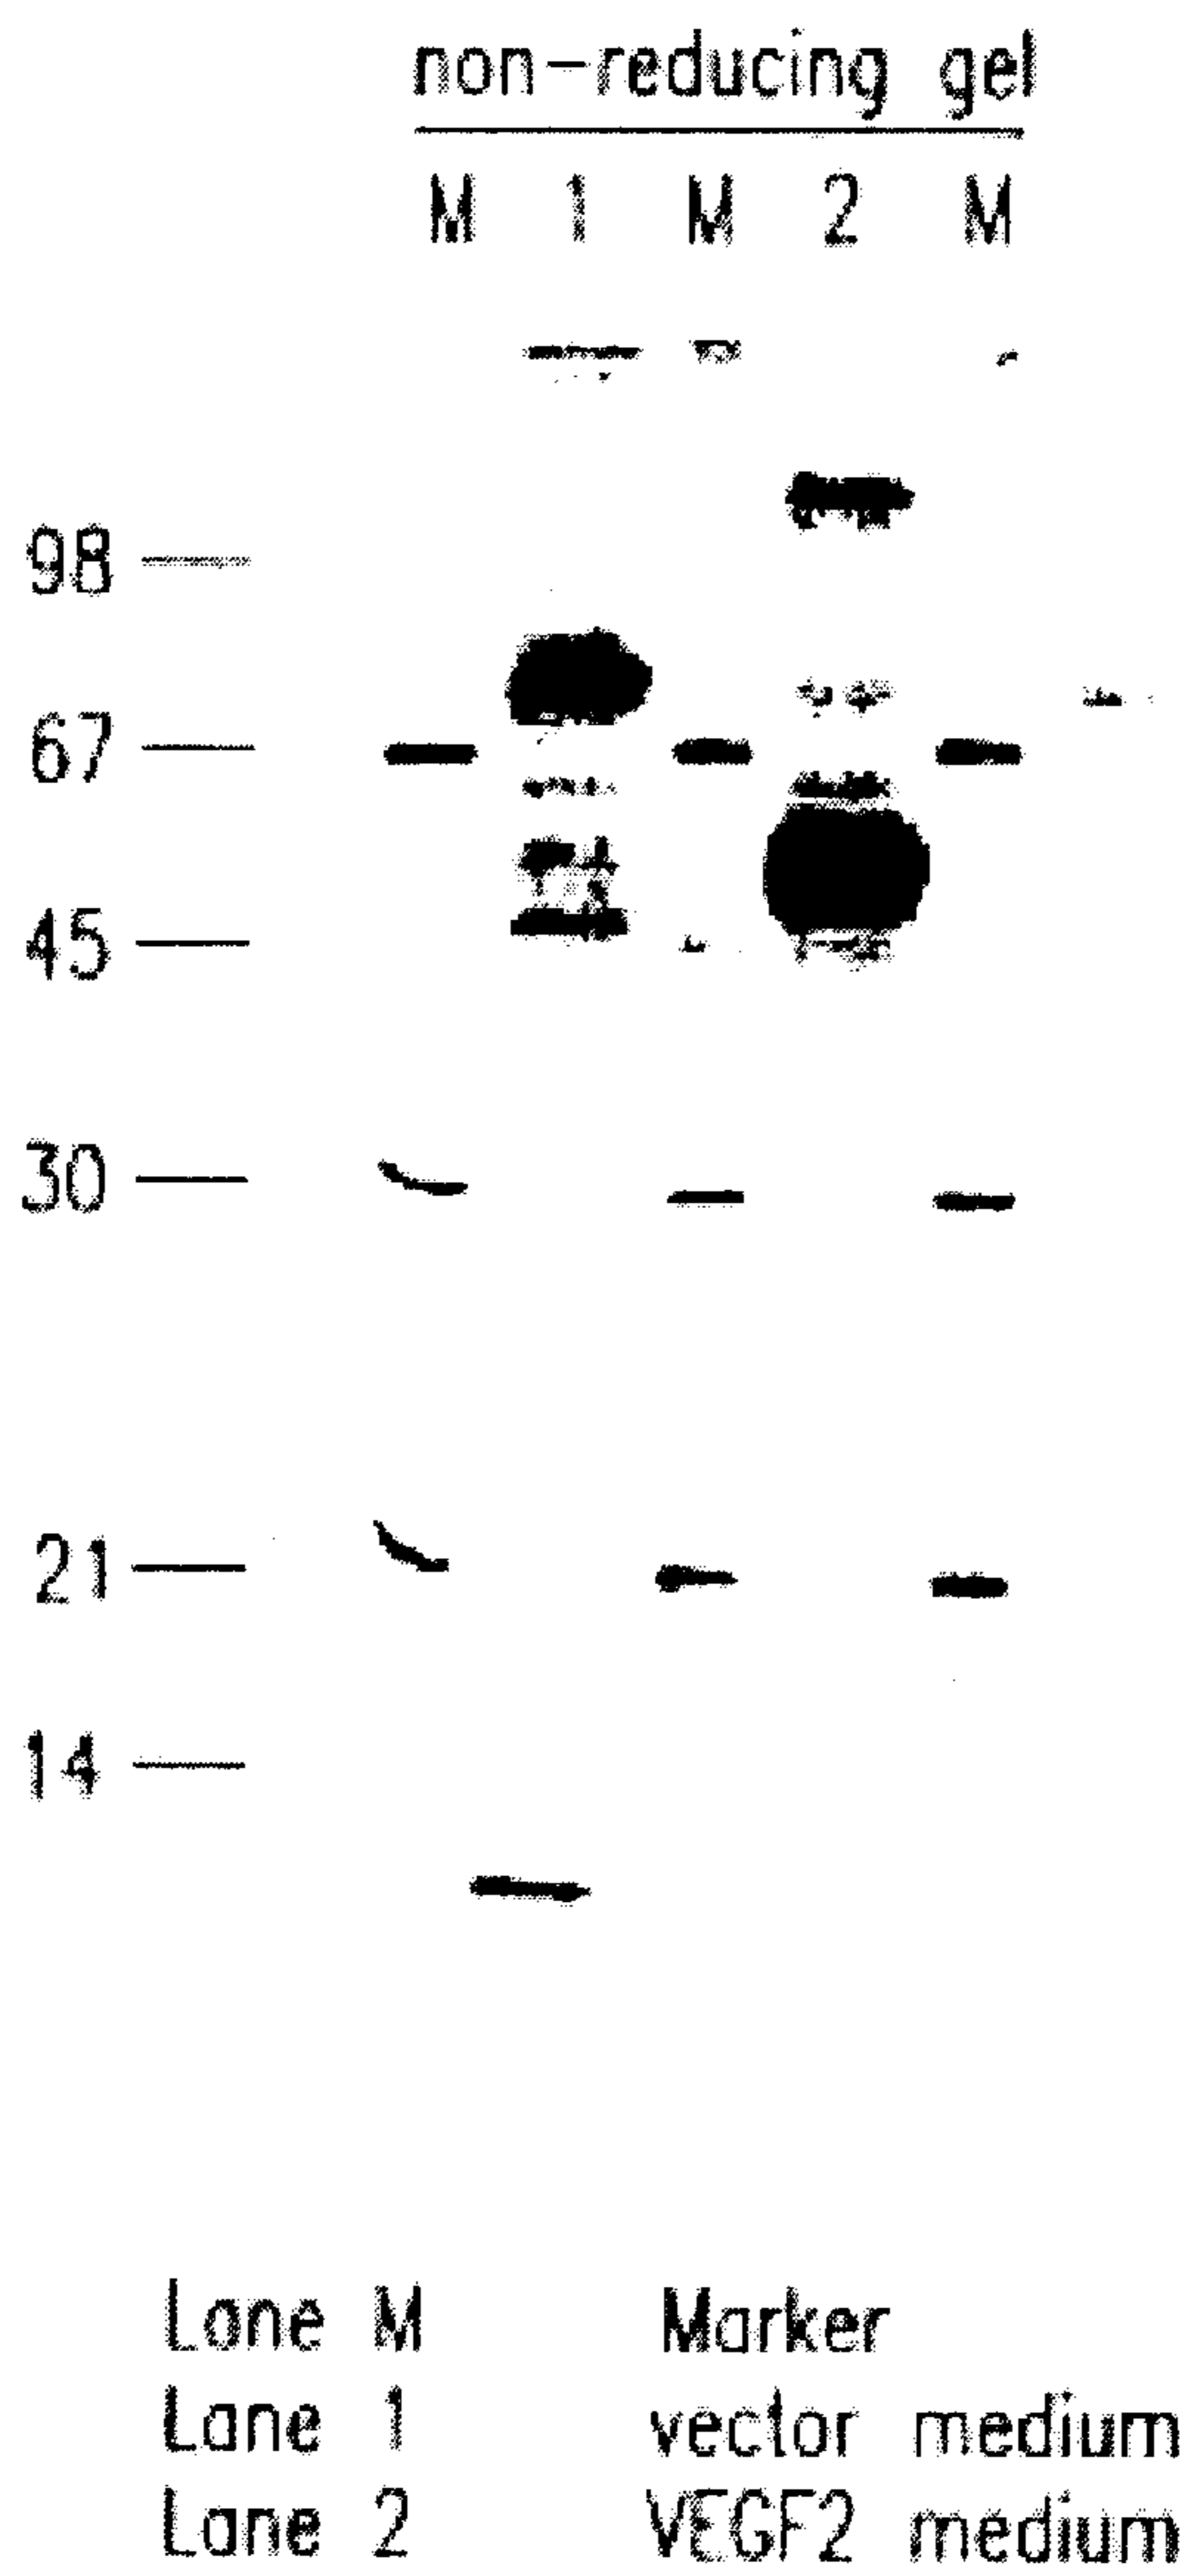 non-reducing gel
M 1 M 2 M
98
67
45
30
21
14
Lane M Marker
Lane 1 vector medium
Lane 2 VEGF2 medium